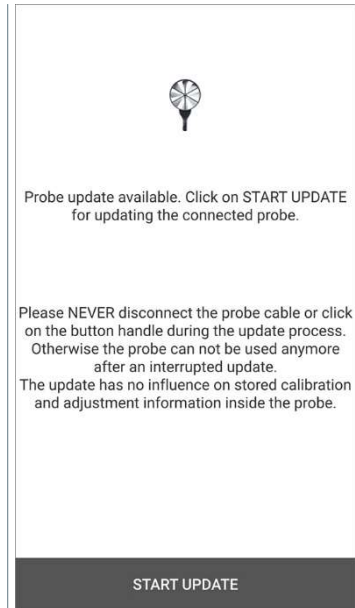 Probe update available. Click on START UPDATE
for updating the connected probe.
Please NEVER disconnect the probe cable or click
on the button handle during the update process.
Otherwise the probe can not be used anymore
after an interrupted update.
The update has no influence on stored calibration
and adjustment information inside the probe.
START UPDATE